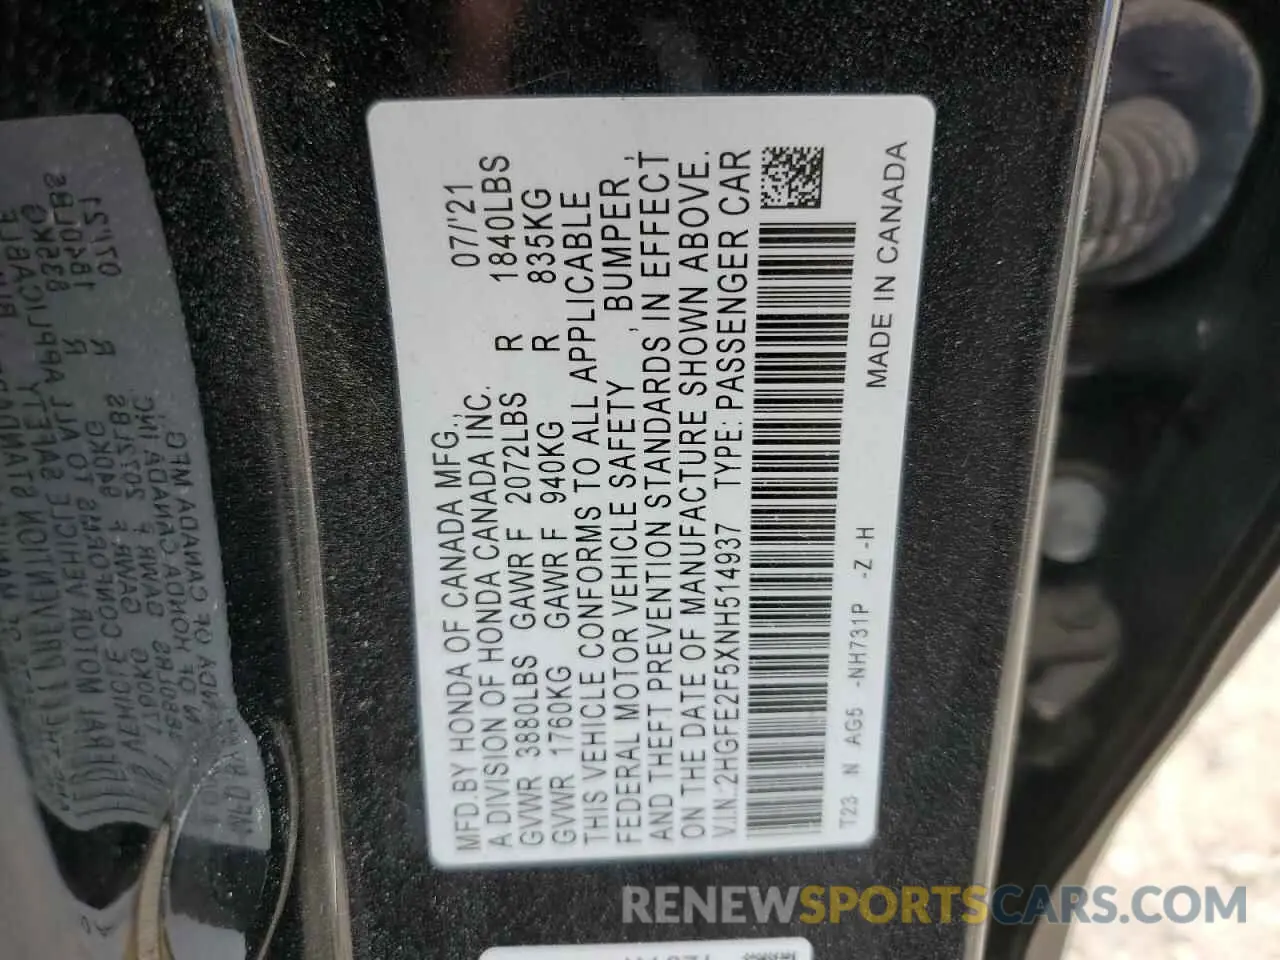 MFD.BY HONDA OF CANADA MFG., 07/'21
A DIVISION OF HONDA CANADA INC.
GVWR 3880LBS GAWR F 2072LBS R 1840LBS
GVWR 1760KG GAWR F 940KG R 835KG
THIS VEHICLE CONFORMS TO ALL APPLICABLE
FEDERAL MOTOR VEHICLE SAFETY , BUMPER ,
AND THEFT PREVENTION STANDARDS IN EFFECT
ON THE DATE OF MANUFACTURE SHOWN ABOVE.
V.I.N.:2HGFE2F5XNH514937 TYPE: PASSENGER CAR
T23 N AG5 -NH731P -Z -H
MADE IN CANADA
RENEWSPORTSCARS.COM